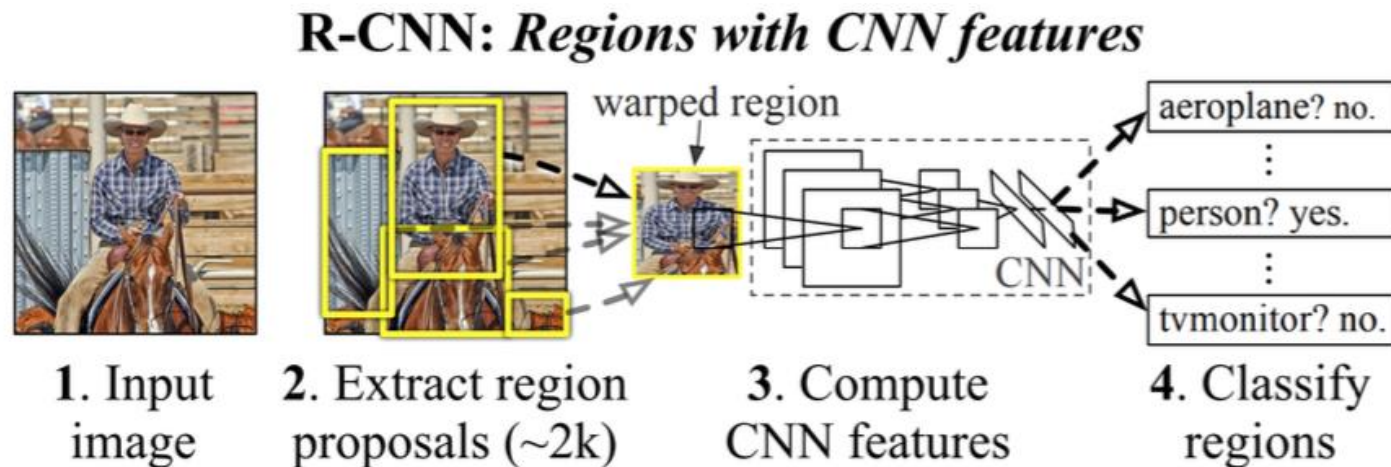 R-CNN: Regions with CNN features
warped region
aeroplane? no.
person? yes.
tvmonitor? no.
CNN
1. Input
image
2. Extract region
proposals (~2k)
3. Compute
CNN features
4. Classify
regions